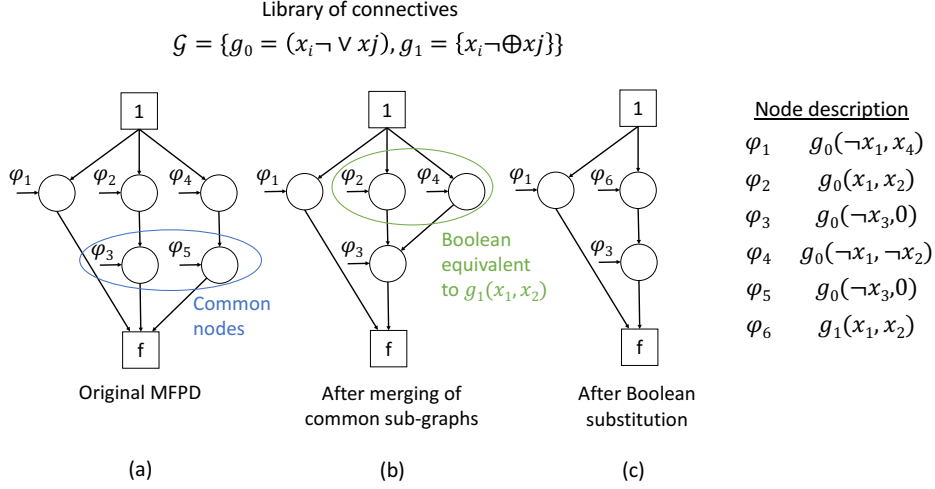 Library of connectives
𝒢 = {g₀ = (xᵢ¬ ∨ xj), g₁ = {xᵢ¬⊕xj}}
1
φ₁
φ₂
φ₄
φ₃
φ₅
Common
nodes
f
Original MFPD
(a)
1
φ₁
φ₂
φ₄
φ₃
Boolean
equivalent
to g₁(x₁, x₂)
f
After merging of
common sub-graphs
(b)
1
φ₁
φ₆
φ₃
f
After Boolean
substitution
(c)
Node description
φ₁ g₀(¬x₁, x₄)
φ₂ g₀(x₁, x₂)
φ₃ g₀(¬x₃,0)
φ₄ g₀(¬x₁, ¬x₂)
φ₅ g₀(¬x₃,0)
φ₆ g₁(x₁, x₂)